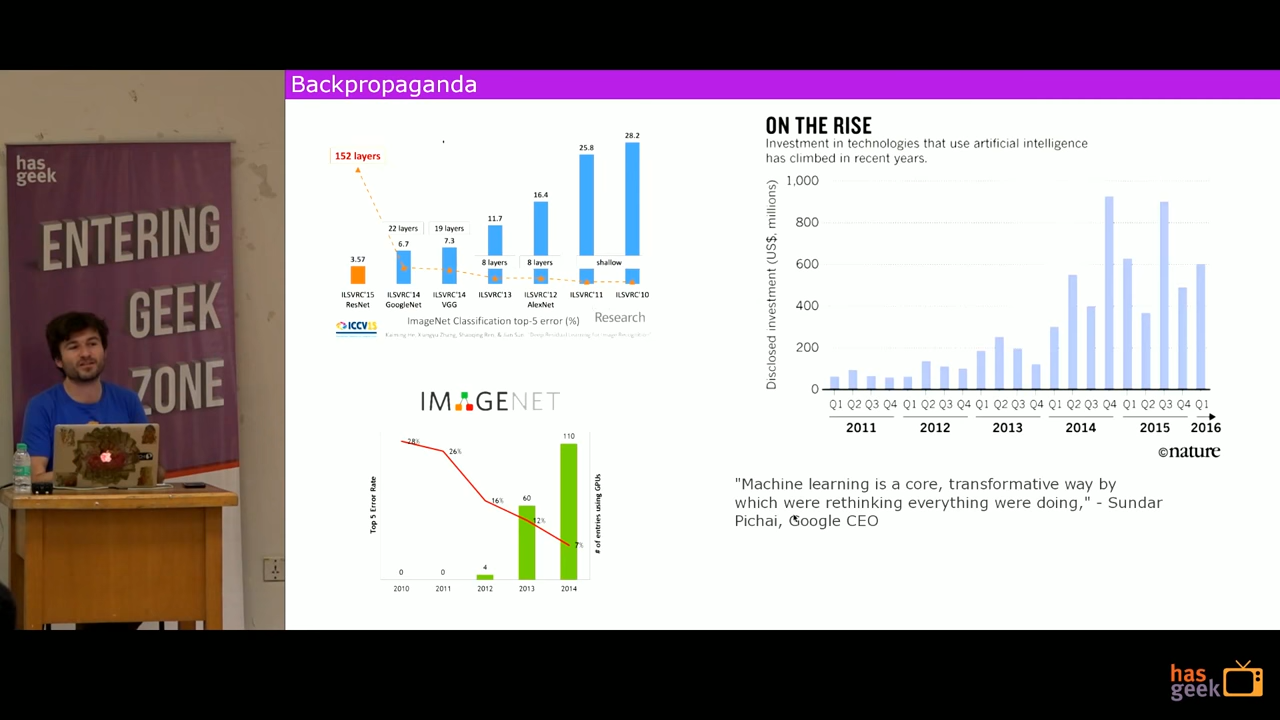 Backpropaganda
has
geek
ENTERING
GEEK
ZONE
152 layers
22 layers
19 layers
8 layers
8 layers
shallow
3.57
6.7
7.3
11.7
16.4
25.8
28.2
ILSVRC'15
ResNet
ILSVRC'14
GoogleNet
ILSVRC'14
VGG
ILSVRC'13
ILSVRC'12
AlexNet
ILSVRC'11
ILSVRC'10
ICCV15
ImageNet Classification top-5 error (%)
Research
IMAGENET
Top 5 Error Rate
28%
26%
16%
12%
7%
0
0
4
60
110
2010
2011
2012
2013
2014
# of entries using GPUs
ON THE RISE
Investment in technologies that use artificial intelligence
has climbed in recent years.
Disclosed investment (US$, millions)
1,000
800
600
400
200
0
Q1 Q2 Q3 Q4 Q1 Q2 Q3 Q4 Q1 Q2 Q3 Q4 Q1 Q2 Q3 Q4 Q1 Q2 Q3 Q4 Q1
2011 2012 2013 2014 2015 2016
©nature
"Machine learning is a core, transformative way by
which were rethinking everything were doing," - Sundar
Pichai, Google CEO
has
geek